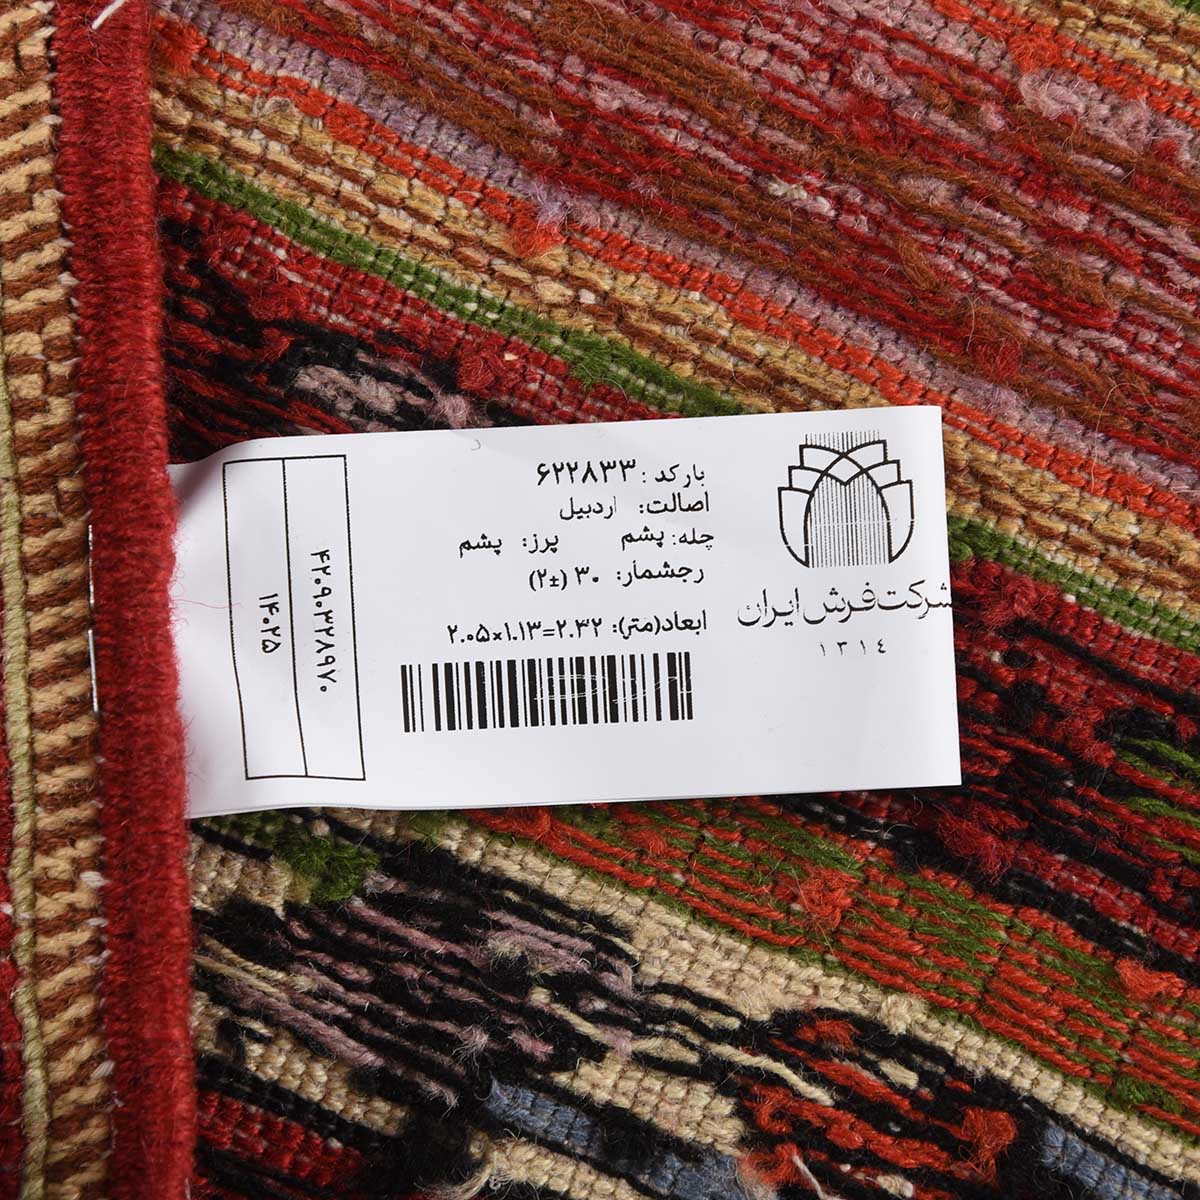 بارکد: ۶۲۲۸۳۳
اصالت: اردبیل
چله: پشم پرز: پشم
رجشمار: ۳۰ (±۲)
ابعاد(متر): ۲.۰۵×۱.۱۳=۲.۳۲
شرکت فرش ایران
۱۳۱٤
۴۲۰۹۰۳۲۸۹۷۰
۱۴۰۲۵